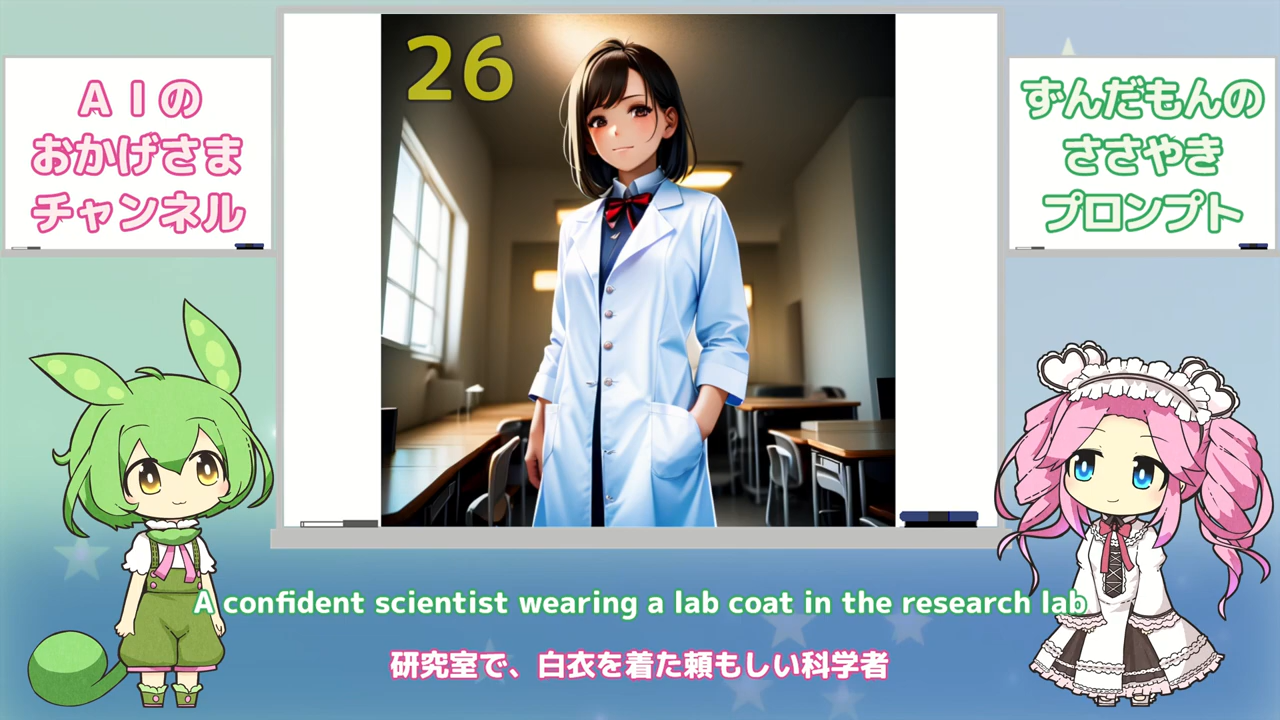 AIの
おかげさま
チャンネル
26
ずんだもんの
ささやき
プロンプト
A confident scientist wearing a lab coat in the research lab
研究室で、白衣を着た頼もしい科学者